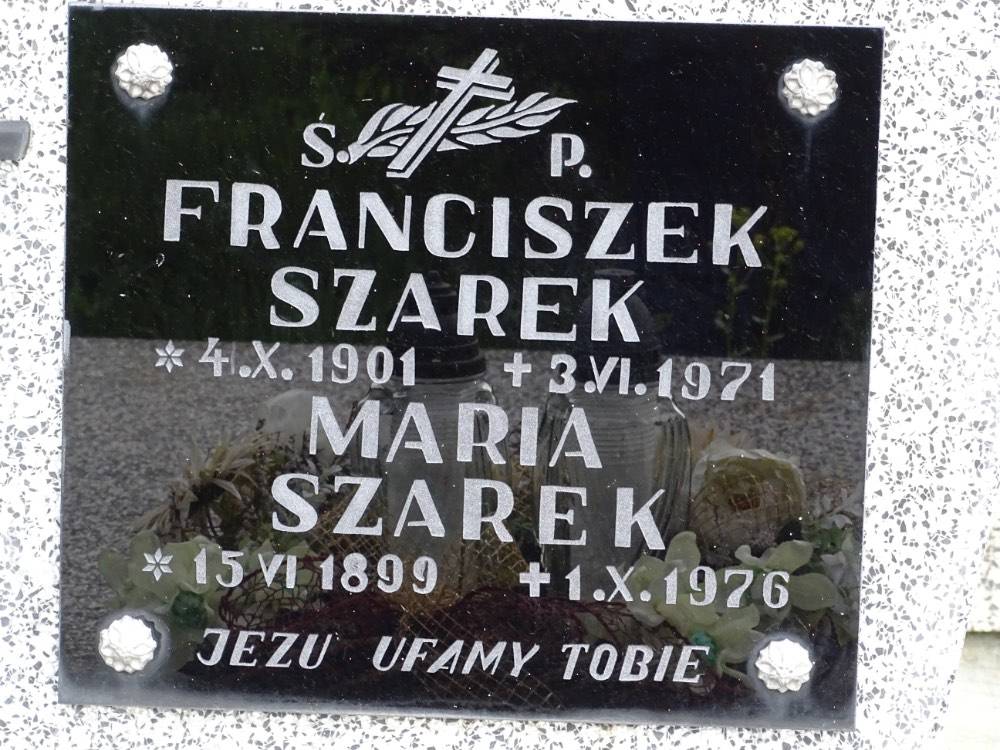 Ś. P.
FRANCISZEK
SZAREK
* 4.X. 1901 + 3.VI.1971
MARIA
SZAREK
* 15 VI 1899 + 1.X.1976
JEZU UFAMY TOBIE